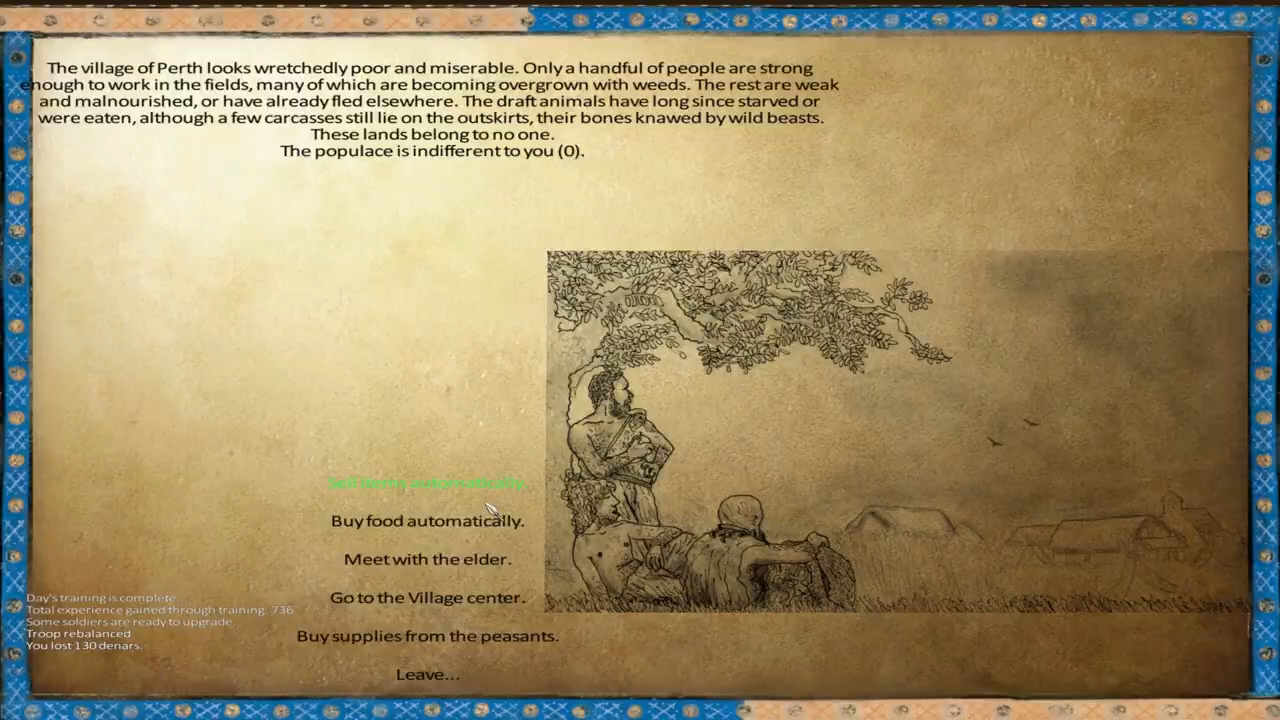 The village of Perth looks wretchedly poor and miserable. Only a handful of people are strong
enough to work in the fields, many of which are becoming overgrown with weeds. The rest are weak
and malnourished, or have already fled elsewhere. The draft animals have long since starved or
were eaten, although a few carcasses still lie on the outskirts, their bones knawed by wild beasts.
These lands belong to no one.
The populace is indifferent to you (0).
Sell items automatically.
Buy food automatically.
Meet with the elder.
Go to the Village center.
Buy supplies from the peasants.
Leave...
Day's training is complete.
Total experience gained through training: 736
Some soldiers are ready to upgrade.
Troop rebalanced
You lost 130 denars.